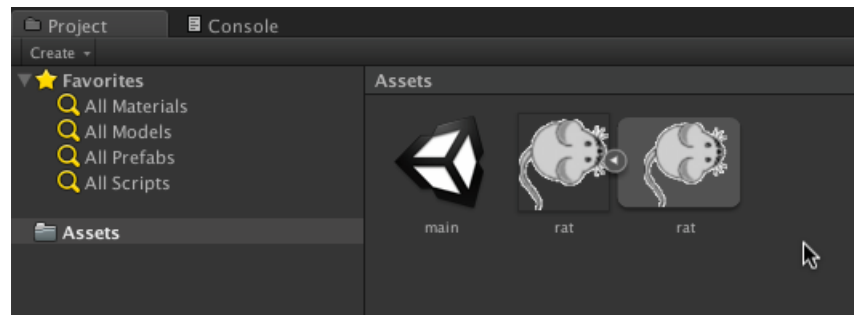 Project
Console
Create
Favorites
All Materials
All Models
All Prefabs
All Scripts
Assets
Assets
main
rat
rat